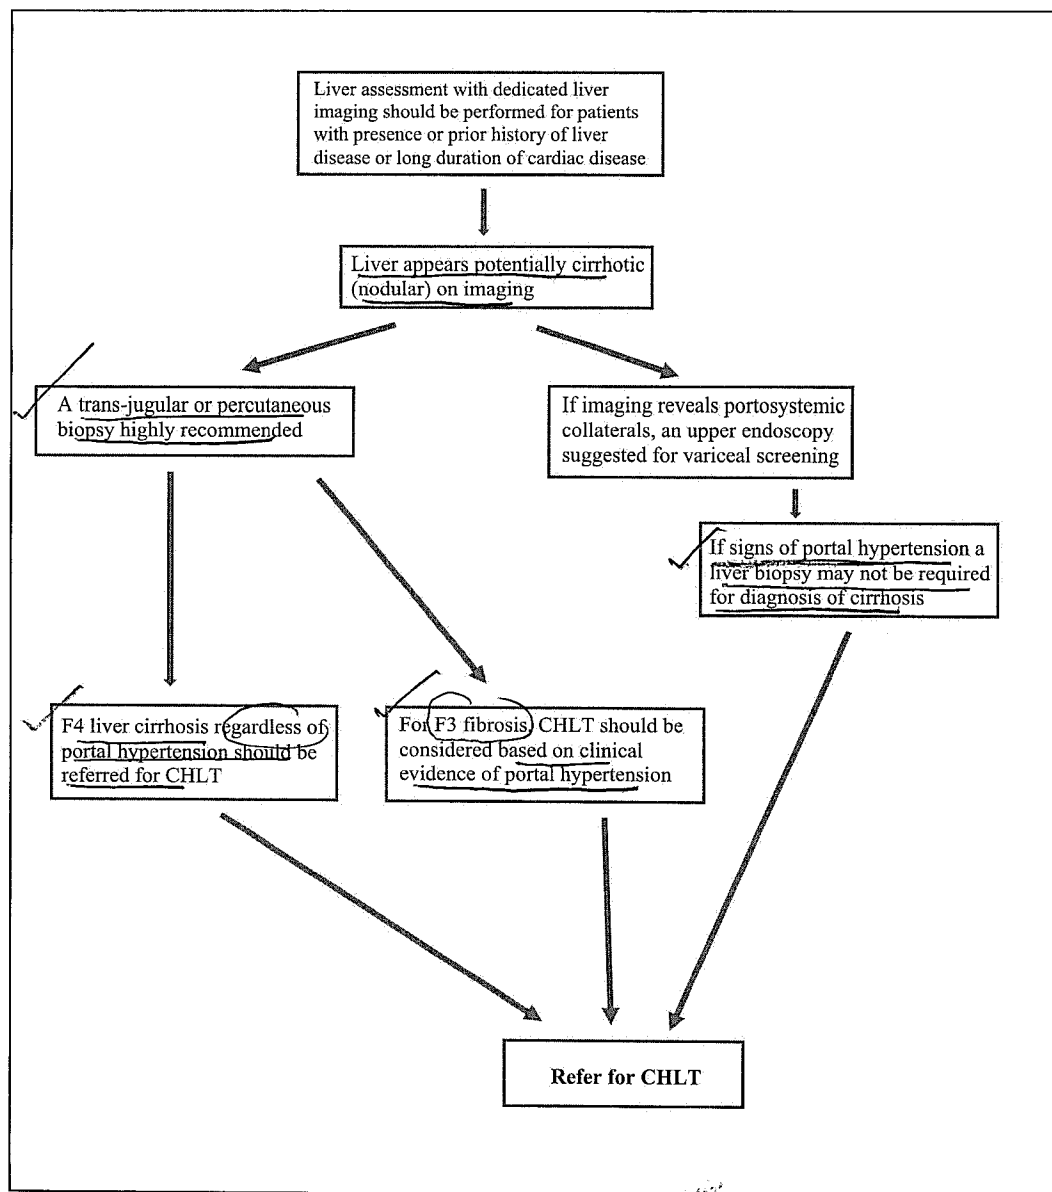 Liver assessment with dedicated liver
imaging should be performed for patients
with presence or prior history of liver
disease or long duration of cardiac disease
Liver appears potentially cirrhotic
(nodular) on imaging
A trans-jugular or percutaneous
biopsy highly recommended
If imaging reveals portosystemic
collaterals, an upper endoscopy
suggested for variceal screening
If signs of portal hypertension a
liver biopsy may not be required
for diagnosis of cirrhosis
F4 liver cirrhosis regardless of
portal hypertension should be
referred for CHLT
For F3 fibrosis, CHLT should be
considered based on clinical
evidence of portal hypertension
Refer for CHLT